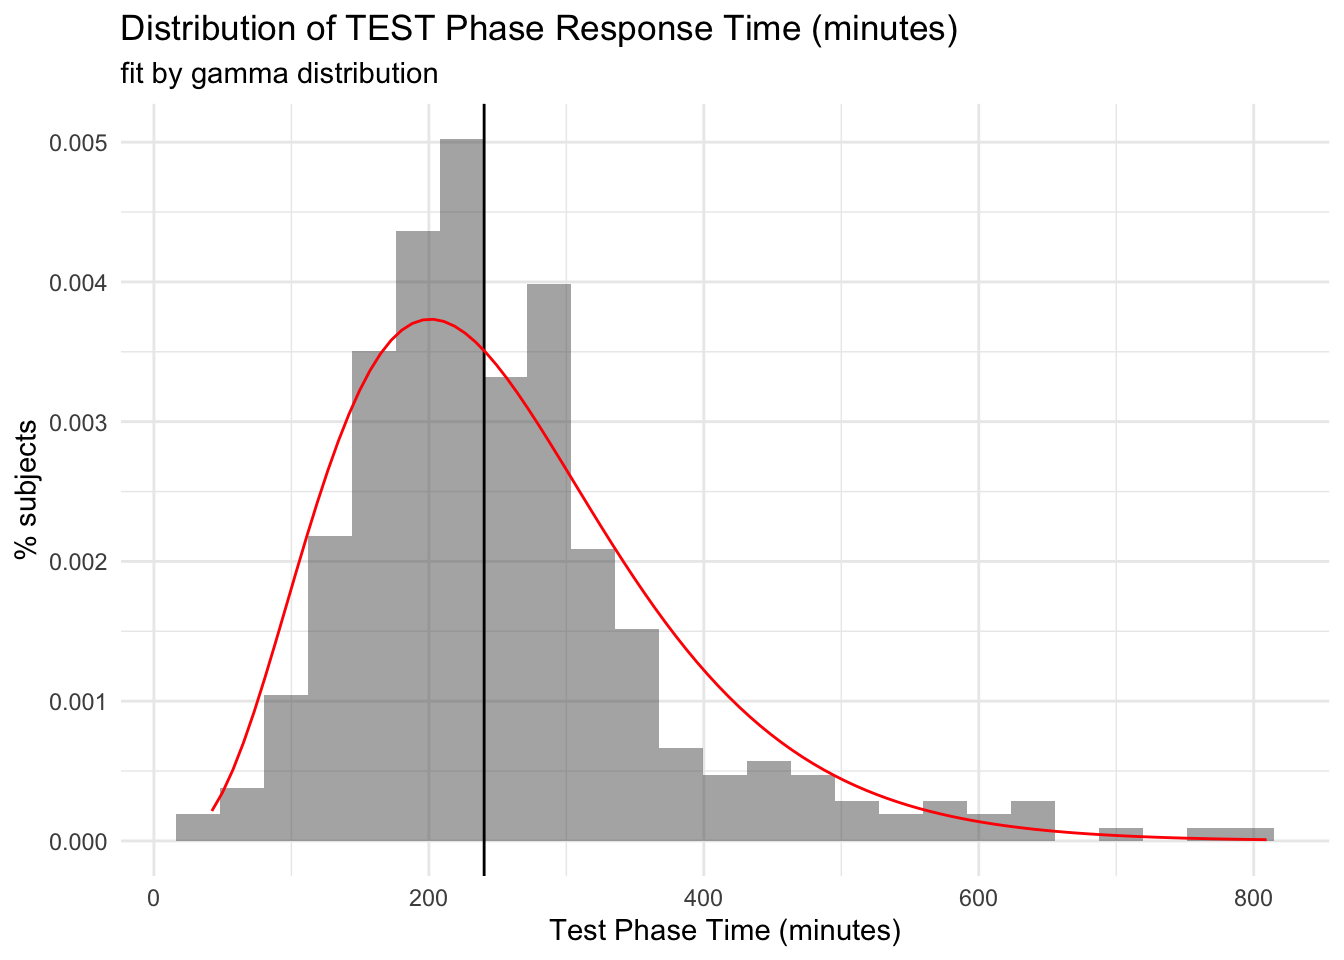 Distribution of TEST Phase Response Time (minutes)
fit by gamma distribution
% subjects
0.005
0.004
0.003
0.002
0.001
0.000
0 200 400 600 800
Test Phase Time (minutes)